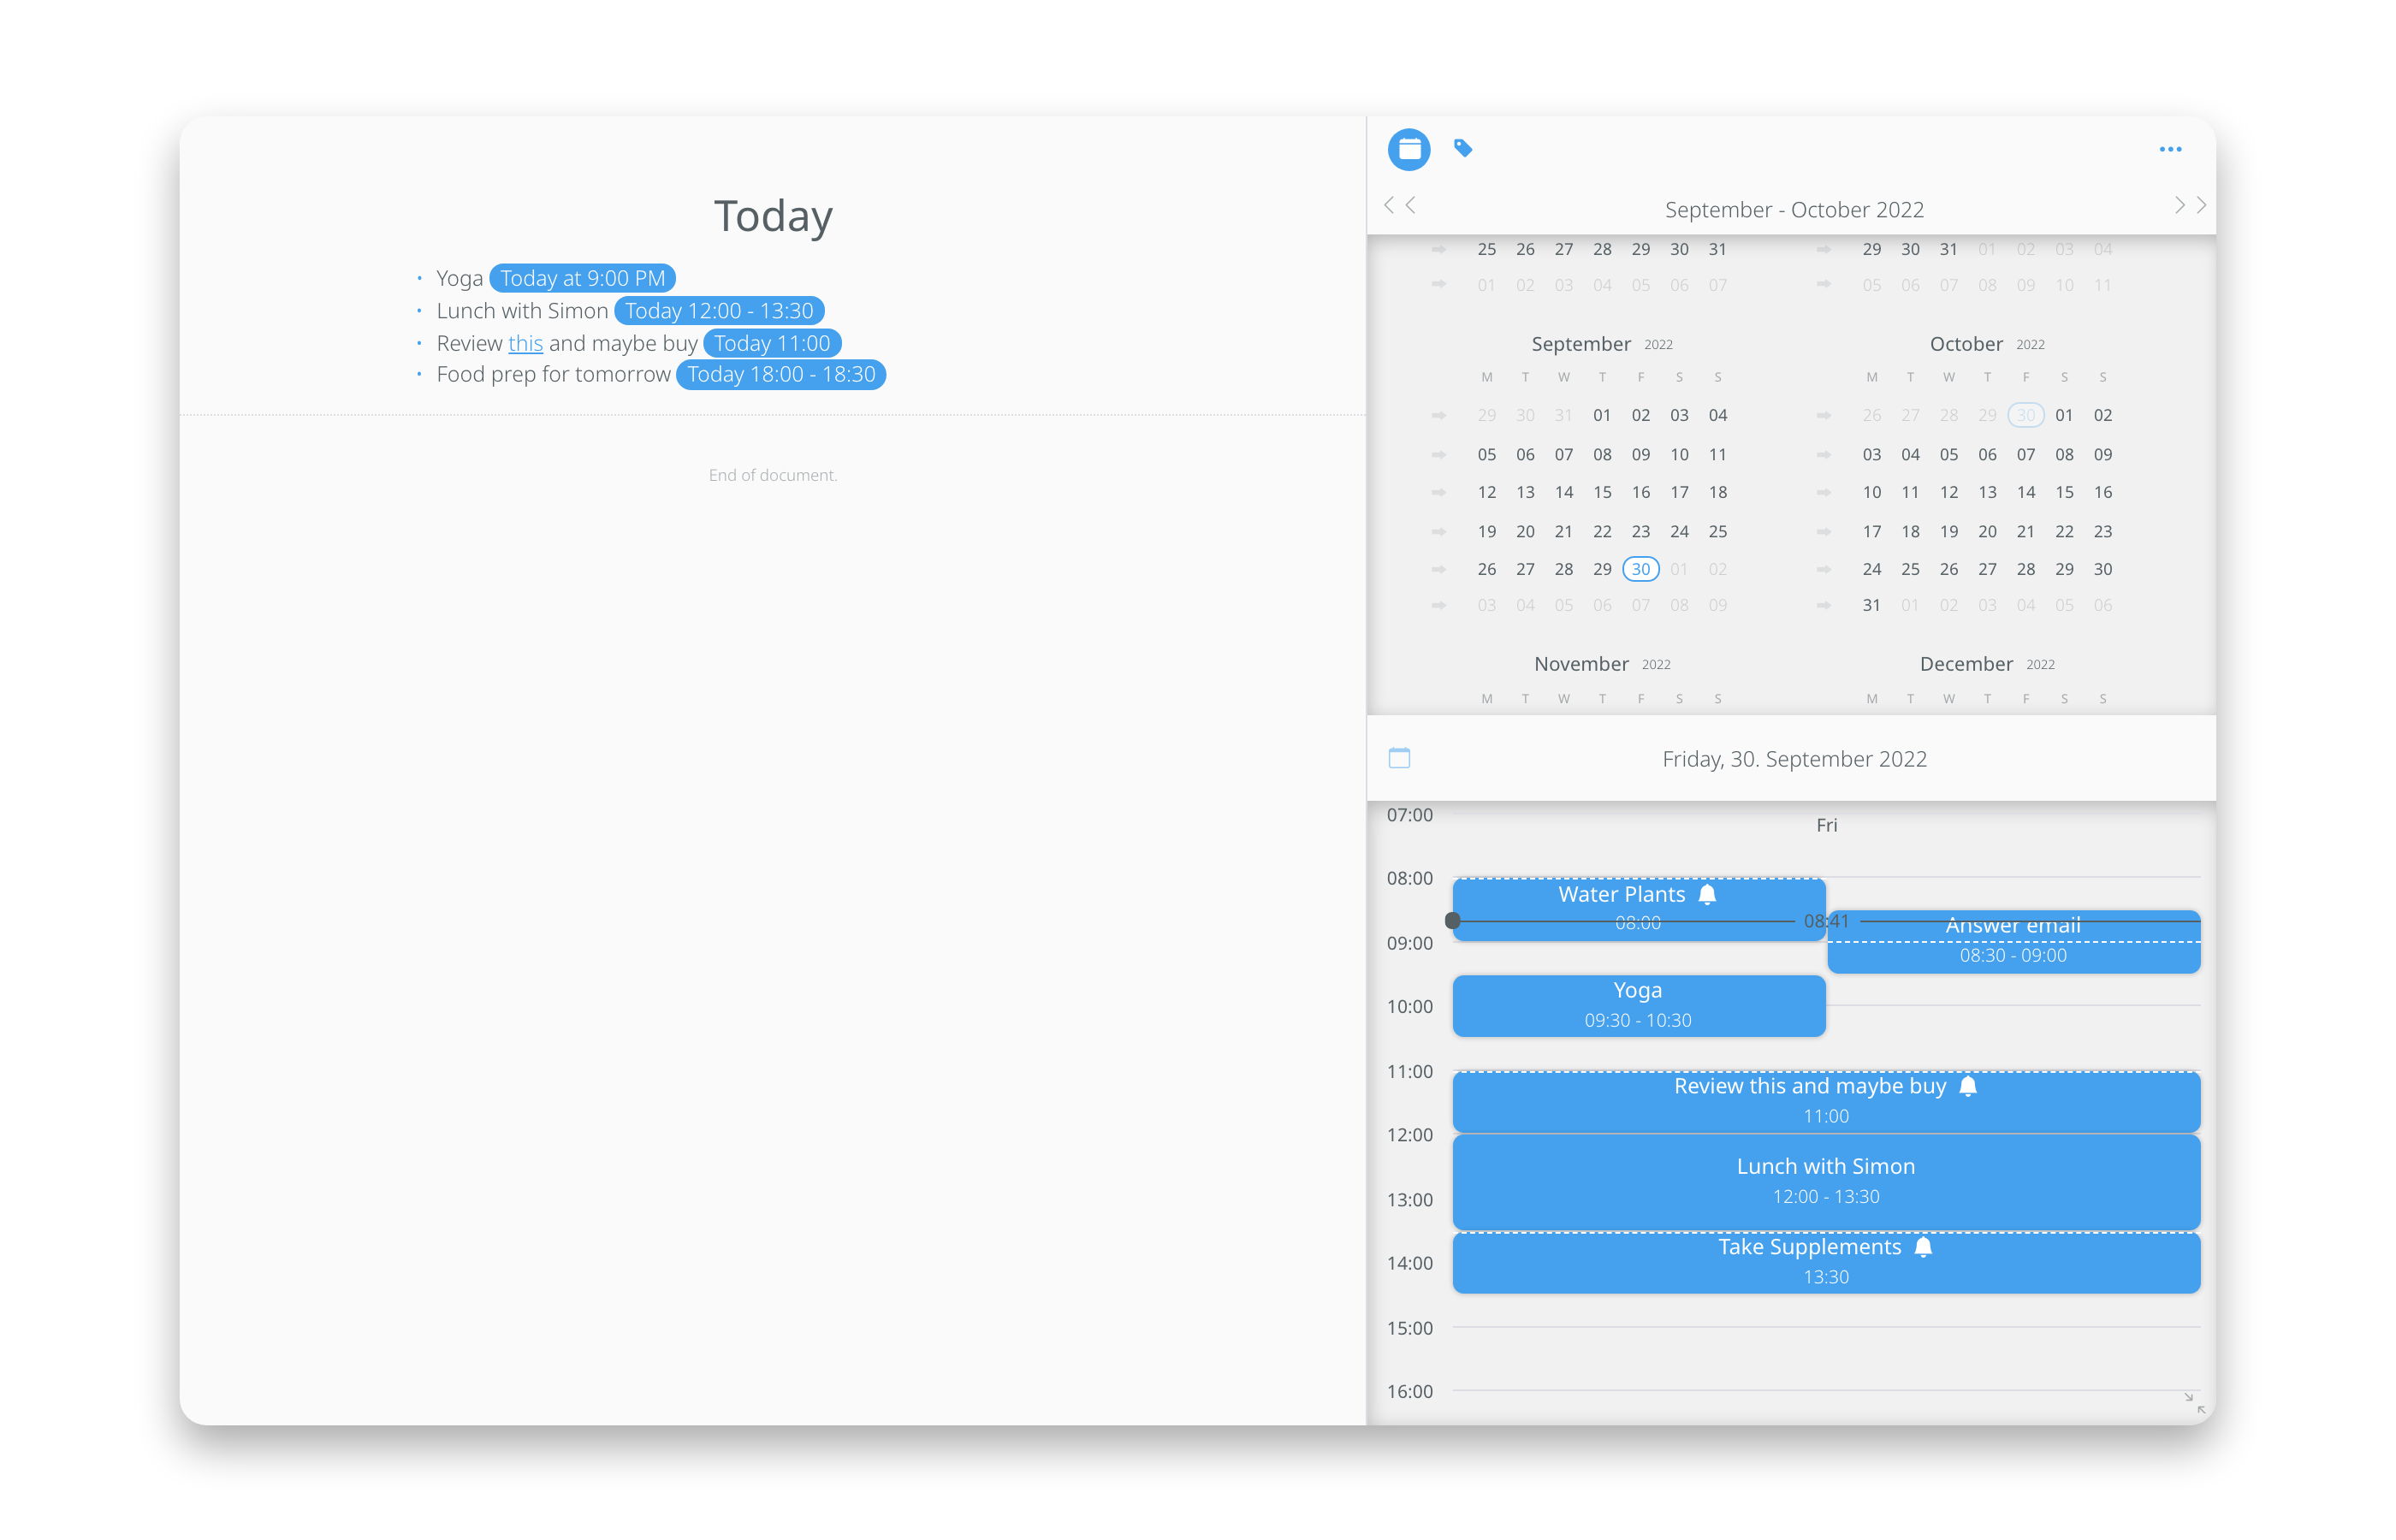 Today
• Yoga Today at 9:00 PM
• Lunch with Simon Today 12:00 - 13:30
• Review this and maybe buy Today 11:00
• Food prep for tomorrow Today 18:00 - 18:30
End of document.
September - October 2022
25 26 27 28 29 30 31
01 02 03 04 05 06 07
29 30 31 01 02 03 04
05 06 07 08 09 10 11
September 2022
M T W T F S S
29 30 31 01 02 03 04
05 06 07 08 09 10 11
12 13 14 15 16 17 18
19 20 21 22 23 24 25
26 27 28 29 30 01 02
03 04 05 06 07 08 09
October 2022
M T W T F S S
26 27 28 29 30 01 02
03 04 05 06 07 08 09
10 11 12 13 14 15 16
17 18 19 20 21 22 23
24 25 26 27 28 29 30
31 01 02 03 04 05 06
November 2022
M T W T F S S
December 2022
M T W T F S S
Friday, 30. September 2022
07:00
Fri
08:00
Water Plants
08:00
08:41
Answer email
08:30 - 09:00
09:00
Yoga
09:30 - 10:30
10:00
11:00
Review this and maybe buy
11:00
12:00
Lunch with Simon
12:00 - 13:30
13:00
Take Supplements
13:30
14:00
15:00
16:00